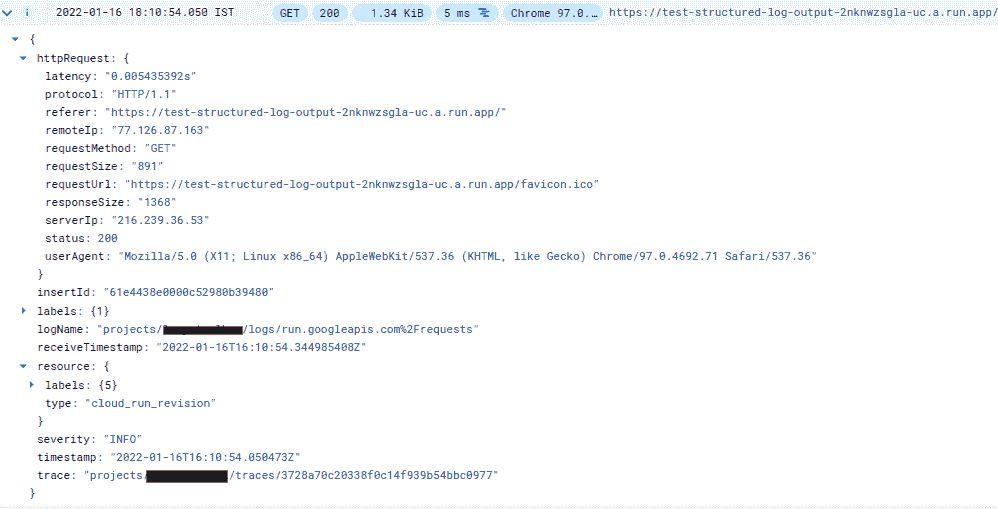 2022-01-16 18:10:54.050 IST GET 200 1.34 KiB 5 ms Chrome 97.0.… https://test-structured-log-output-2nknwzsgla-uc.a.run.app/
{
httpRequest: {
latency: "0.005435392s"
protocol: "HTTP/1.1"
referer: "https://test-structured-log-output-2nknwzsgla-uc.a.run.app/"
remoteIp: "77.126.87.163"
requestMethod: "GET"
requestSize: "891"
requestUrl: "https://test-structured-log-output-2nknwzsgla-uc.a.run.app/favicon.ico"
responseSize: "1368"
serverIp: "216.239.36.53"
status: 200
userAgent: "Mozilla/5.0 (X11; Linux x86_64) AppleWebKit/537.36 (KHTML, like Gecko) Chrome/97.0.4692.71 Safari/537.36"
}
insertId: "61e4438e0000c52980b39480"
labels: {1}
logName: "projects/ /logs/run.googleapis.com%2Frequests"
receiveTimestamp: "2022-01-16T16:10:54.344985408Z"
resource: {
labels: {5}
type: "cloud_run_revision"
}
severity: "INFO"
timestamp: "2022-01-16T16:10:54.050473Z"
trace: "projects/ /traces/3728a70c20338f0c14f939b54bbc0977"
}